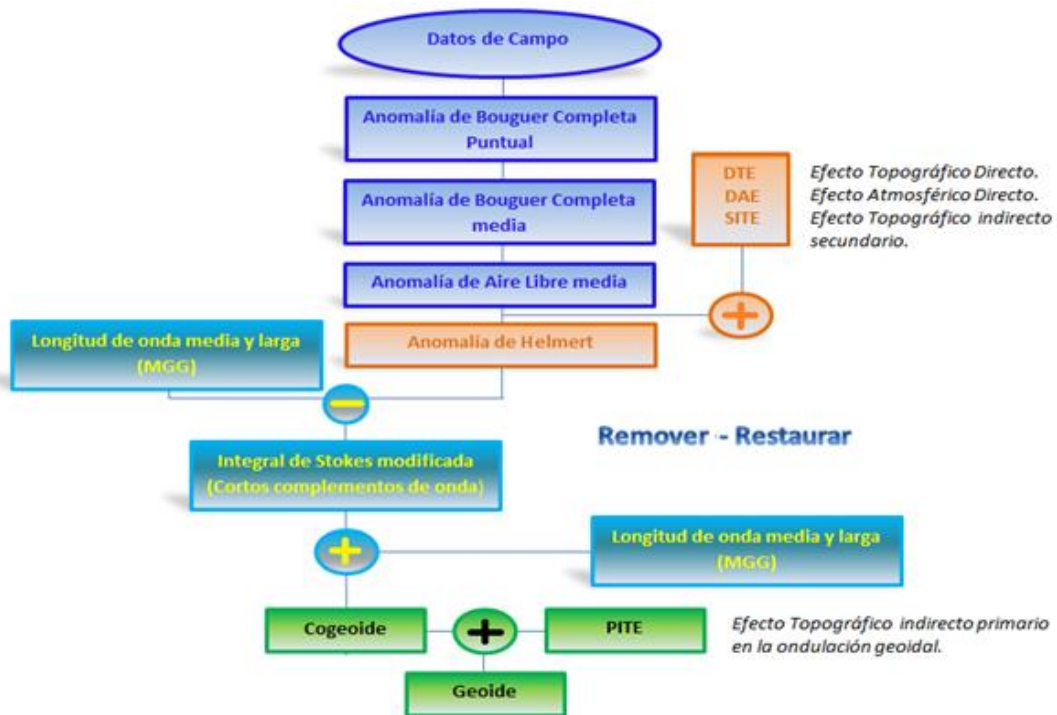 Datos de Campo
Anomalía de Bouguer Completa
Puntual
Anomalía de Bouguer Completa
media
DTE
DAE
SITE
Efecto Topográfico Directo.
Efecto Atmosférico Directo.
Efecto Topográfico indirecto
secundario.
Anomalía de Aire Libre media
Anomalía de Helmert
Longitud de onda media y larga
(MGG)
Remover - Restaurar
Integral de Stokes modificada
(Cortos complementos de onda)
Longitud de onda media y larga
(MGG)
Cogeoide
PITE
Efecto Topográfico indirecto primario
en la ondulación geoidal.
Geoide